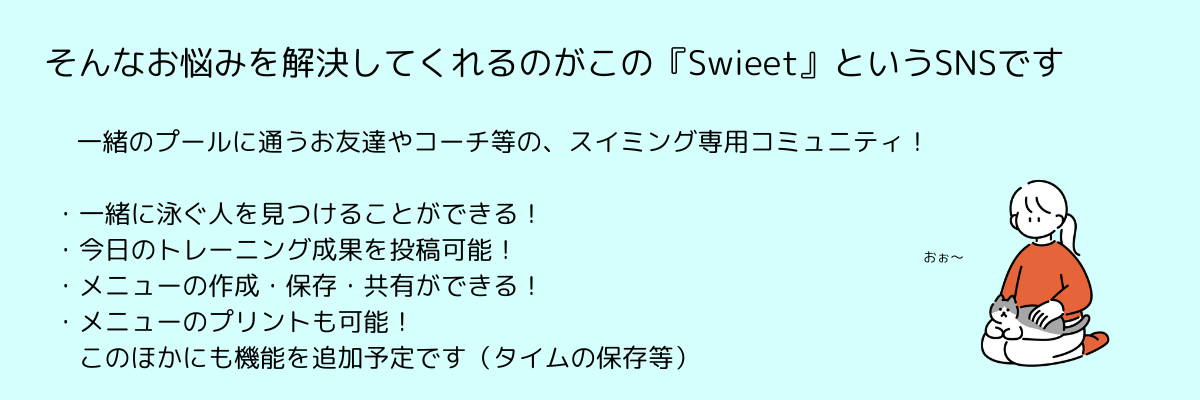 そんなお悩みを解決してくれるのがこの『Swieet』というSNSです
一緒のプールに通うお友達やコーチ等の、スイミング専用コミュニティ！
・一緒に泳ぐ人を見つけることができる！
・今日のトレーニング成果を投稿可能！
・メニューの作成・保存・共有ができる！
・メニューのプリントも可能！
このほかにも機能を追加予定です（タイムの保存等）
おぉ〜